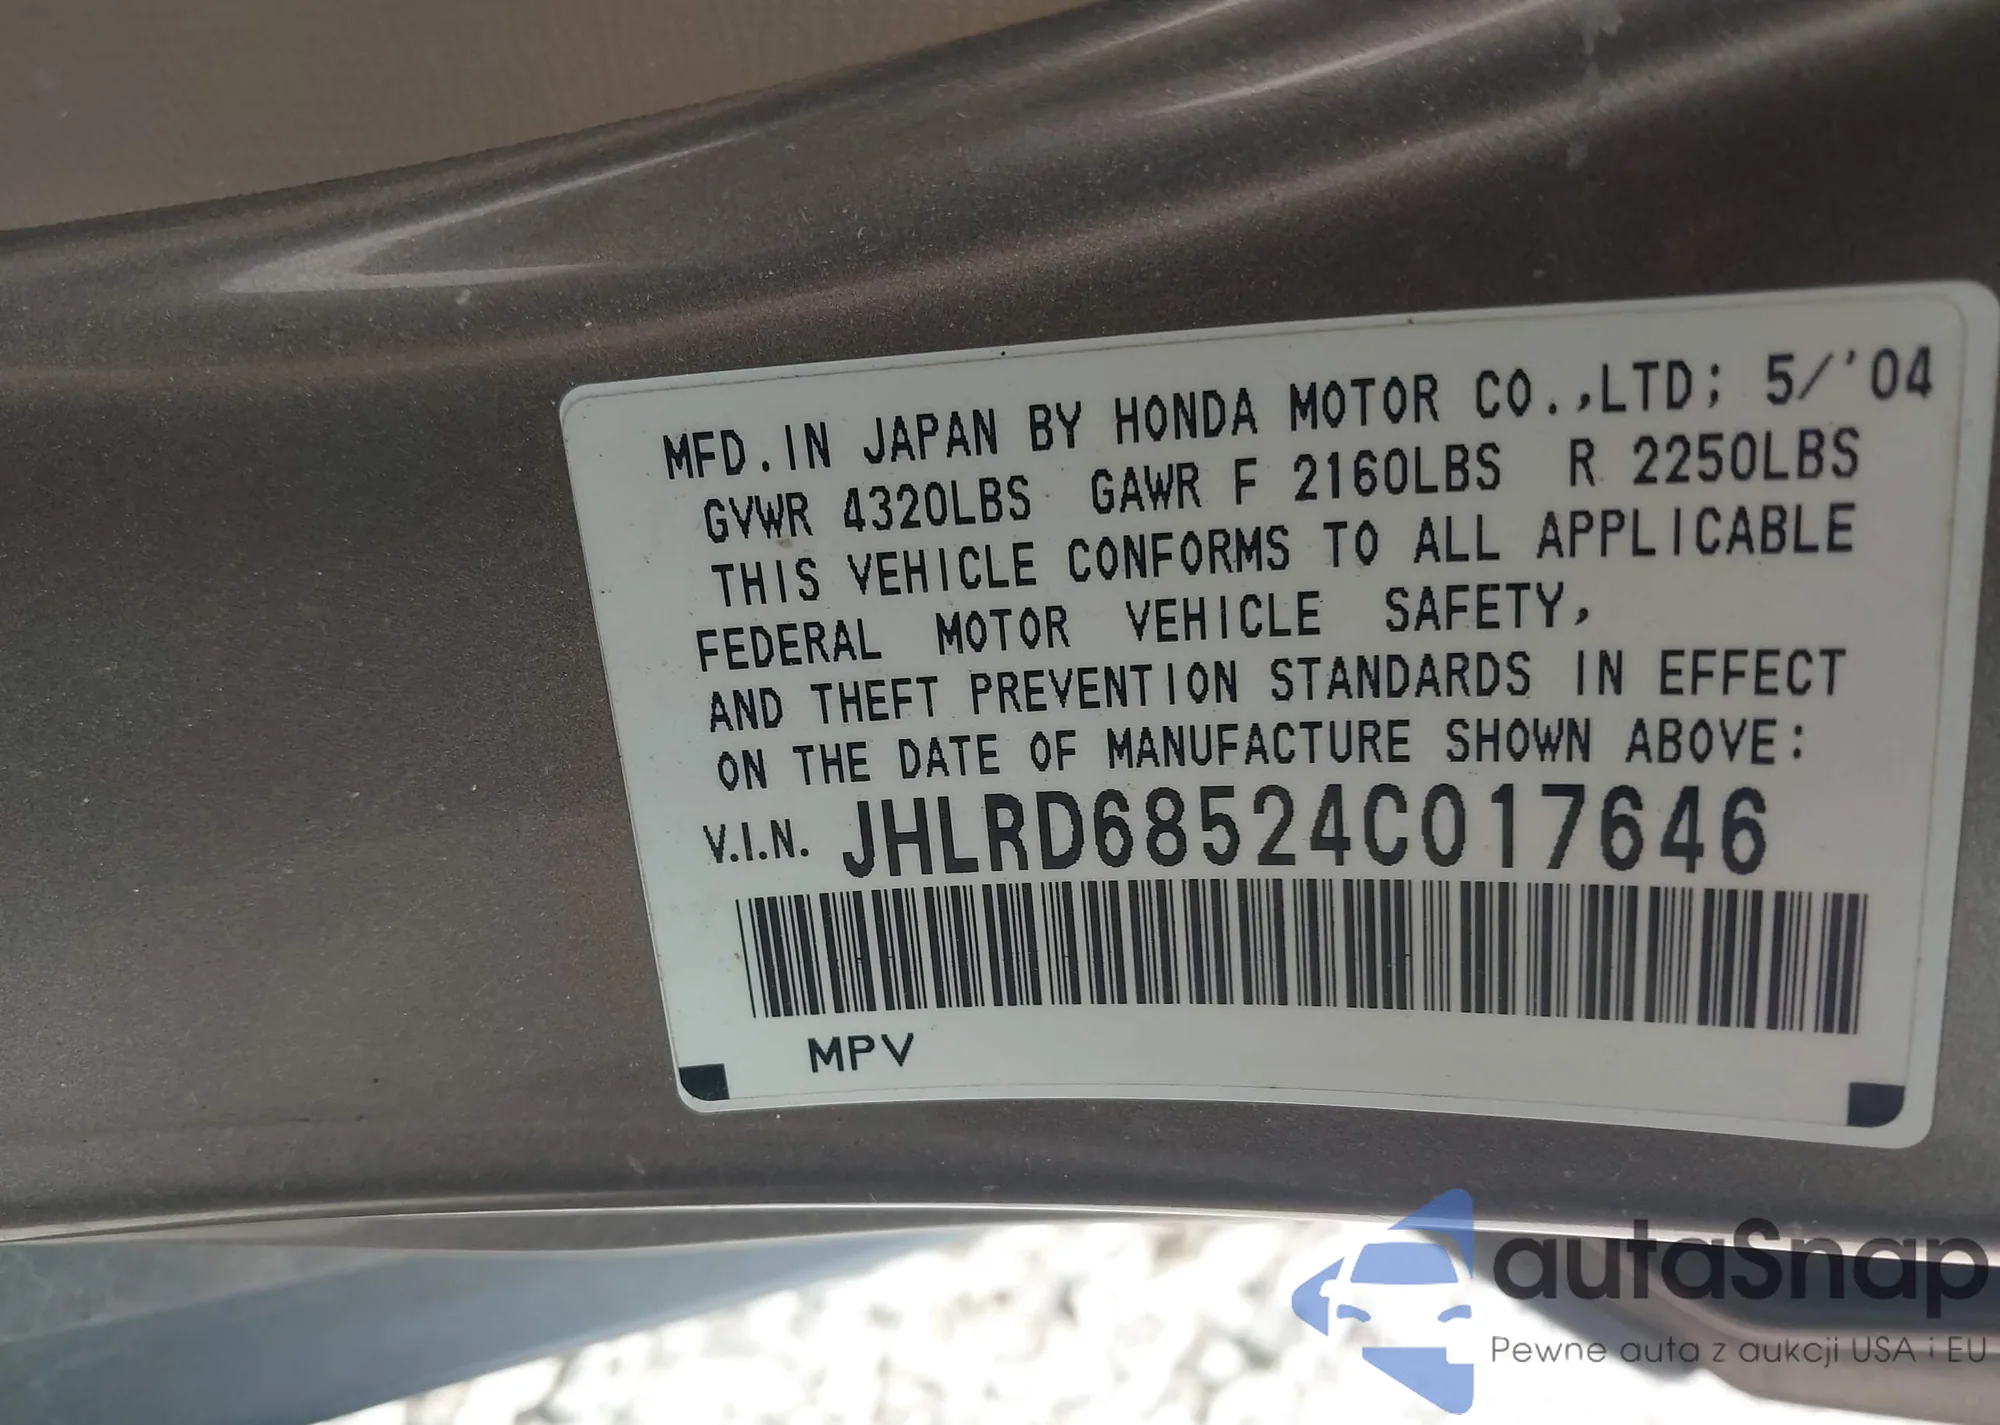 MFD. IN JAPAN BY HONDA MOTOR CO.,LTD; 5/'04
GVWR 4320LBS GAWR F 2160LBS R 2250LBS
THIS VEHICLE CONFORMS TO ALL APPLICABLE
FEDERAL MOTOR VEHICLE SAFETY,
AND THEFT PREVENTION STANDARDS IN EFFECT
ON THE DATE OF MANUFACTURE SHOWN ABOVE:
V.I.N. JHLRD68524C017646
MPV
autaSnap
Pewne auta z aukcji USA i EU